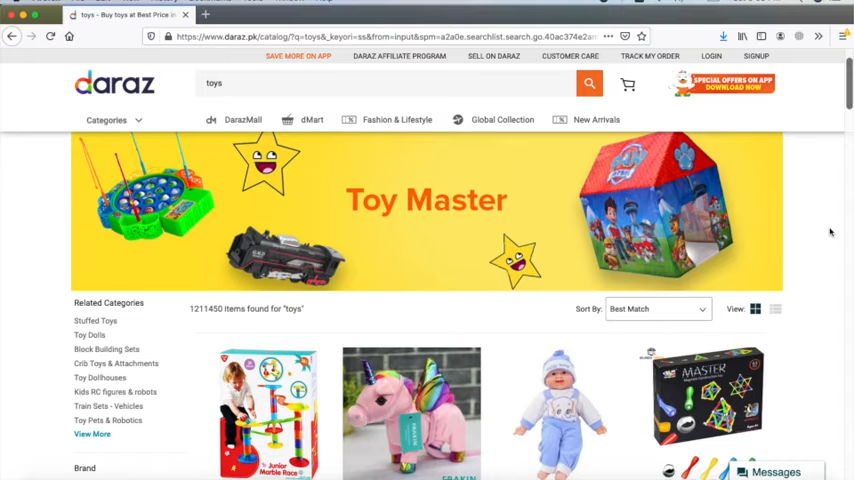 toys - Buy toys at Best Price in
https://www.daraz.pk/catalog/?q=toys&_keyori=ss&from=input&spm=a2a0e.searchlist.search.go.40ac374e2am
SAVE MORE ON APP DARAZ AFFILIATE PROGRAM SELL ON DARAZ CUSTOMER CARE TRACK MY ORDER LOGIN SIGNUP
daraz
toys
SPECIAL OFFERS ON APP
DOWNLOAD NOW
Categories DarazMall dMart Fashion & Lifestyle Global Collection New Arrivals
Toy Master
Related Categories
1211450 items found for "toys"
Sort By: Best Match View:
Stuffed Toys
Toy Dolls
Block Building Sets
Crib Toys & Attachments
Toy Dollhouses
Kids RC figures & robots
Train Sets - Vehicles
Toy Pets & Robotics
View More
Brand
MASTER
Junior
Marble Race
FRAKIN
Messages